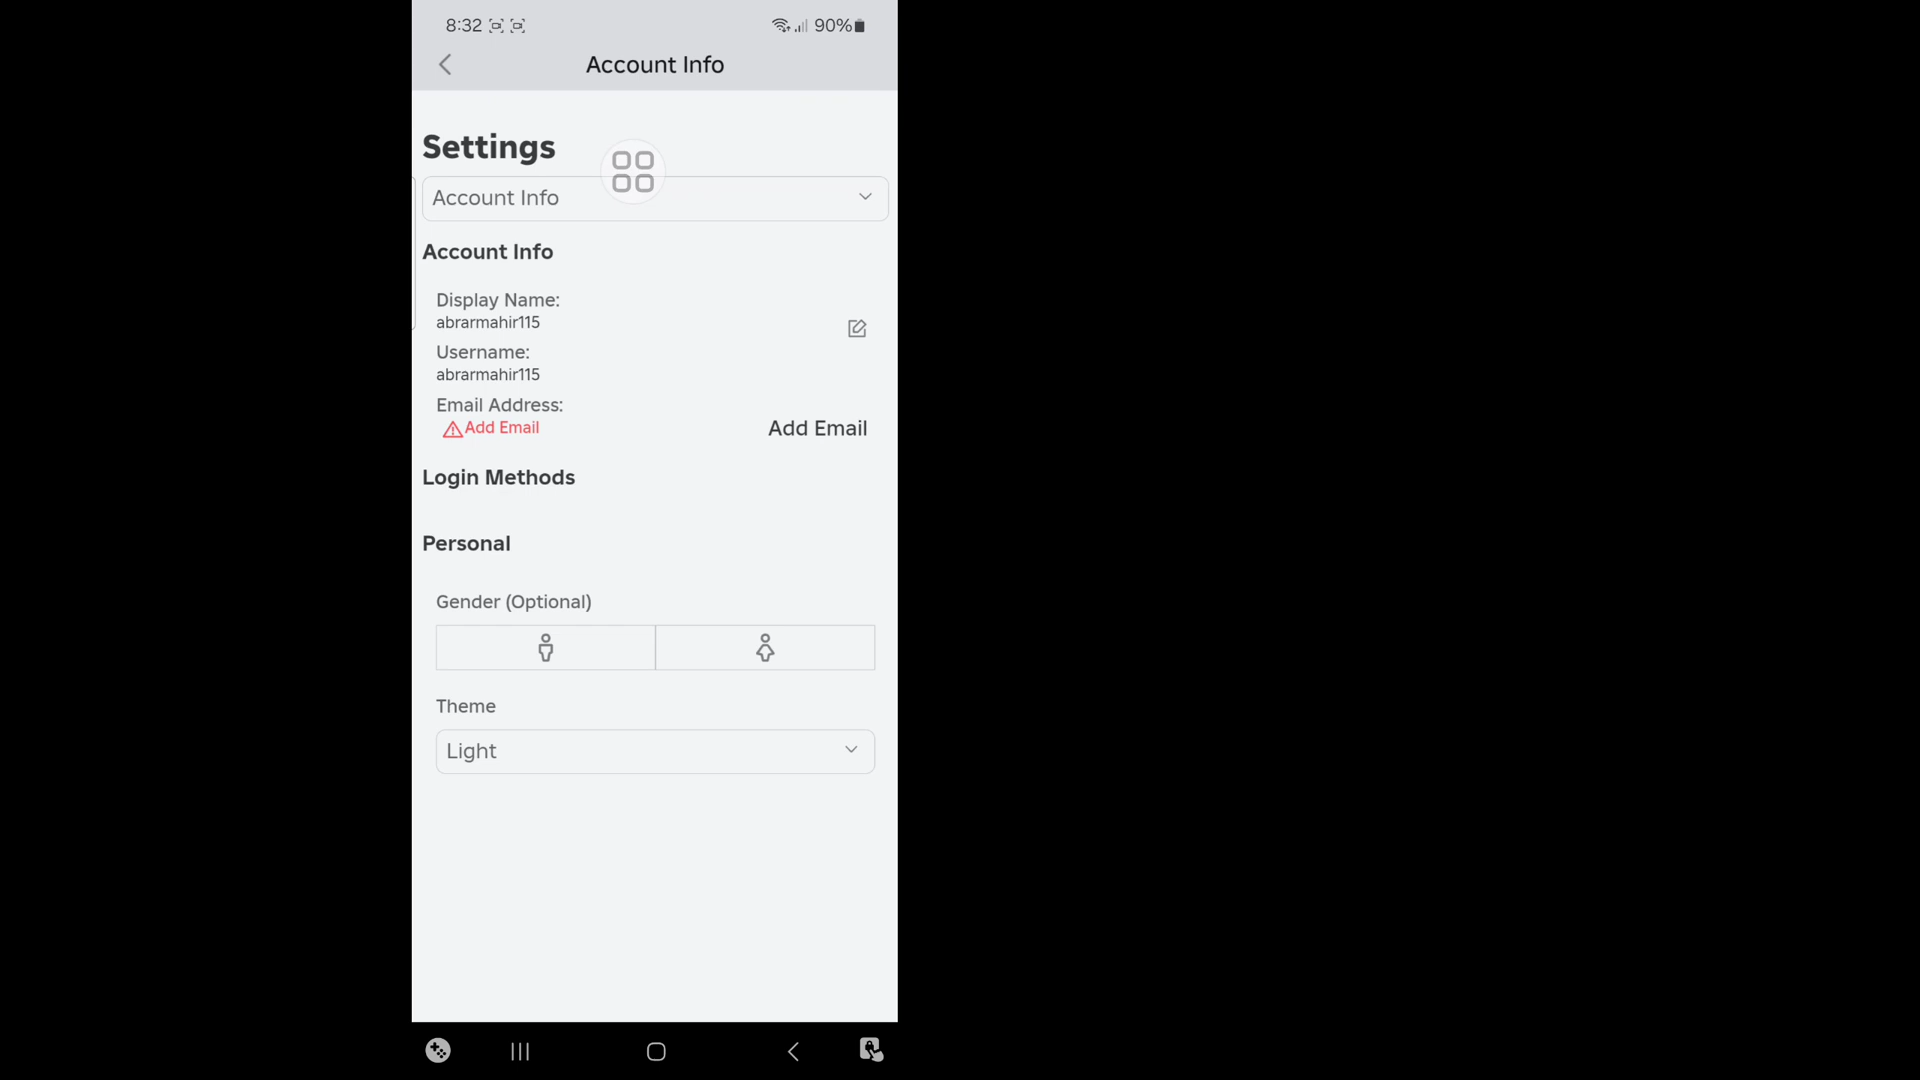 8:32
90%
Account Info
Settings
Account Info
Account Info
Display Name:
abrarmahir115
Username:
abrarmahir115
Email Address:
Add Email
Add Email
Login Methods
Personal
Gender (Optional)
Theme
Light